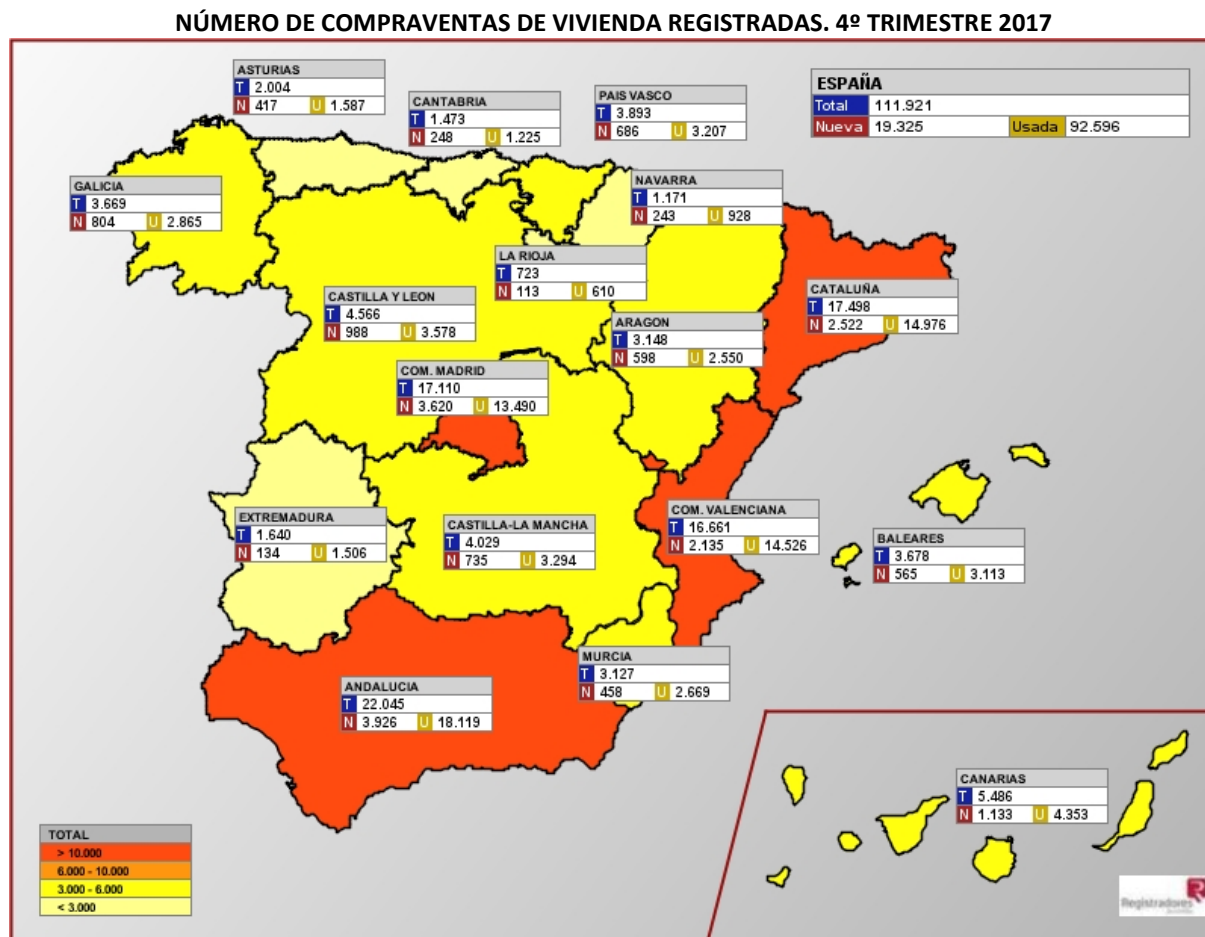 NÚMERO DE COMPRAVENTAS DE VIVIENDA REGISTRADAS. 4º TRIMESTRE 2017
ASTURIAS
T 2.004
N 417 U 1.587
CANTABRIA
T 1.473
N 248 U 1.225
PAIS VASCO
T 3.893
N 686 U 3.207
ESPAÑA
Total 111.921
Nueva 19.325 Usada 92.596
GALICIA
T 3.669
N 804 U 2.865
NAVARRA
T 1.171
N 243 U 928
LA RIOJA
T 723
N 113 U 610
CASTILLA Y LEON
T 4.566
N 988 U 3.578
ARAGON
T 3.148
N 598 U 2.550
CATALUÑA
T 17.498
N 2.522 U 14.976
COM. MADRID
T 17.110
N 3.620 U 13.490
EXTREMADURA
T 1.640
N 134 U 1.506
CASTILLA-LA MANCHA
T 4.029
N 735 U 3.294
COM. VALENCIANA
T 16.661
N 2.135 U 14.526
BALEARES
T 3.678
N 565 U 3.113
MURCIA
T 3.127
N 458 U 2.669
ANDALUCIA
T 22.045
N 3.926 U 18.119
CANARIAS
T 5.486
N 1.133 U 4.353
TOTAL
> 10.000
6.000 - 10.000
3.000 - 6.000
< 3.000
Registradores